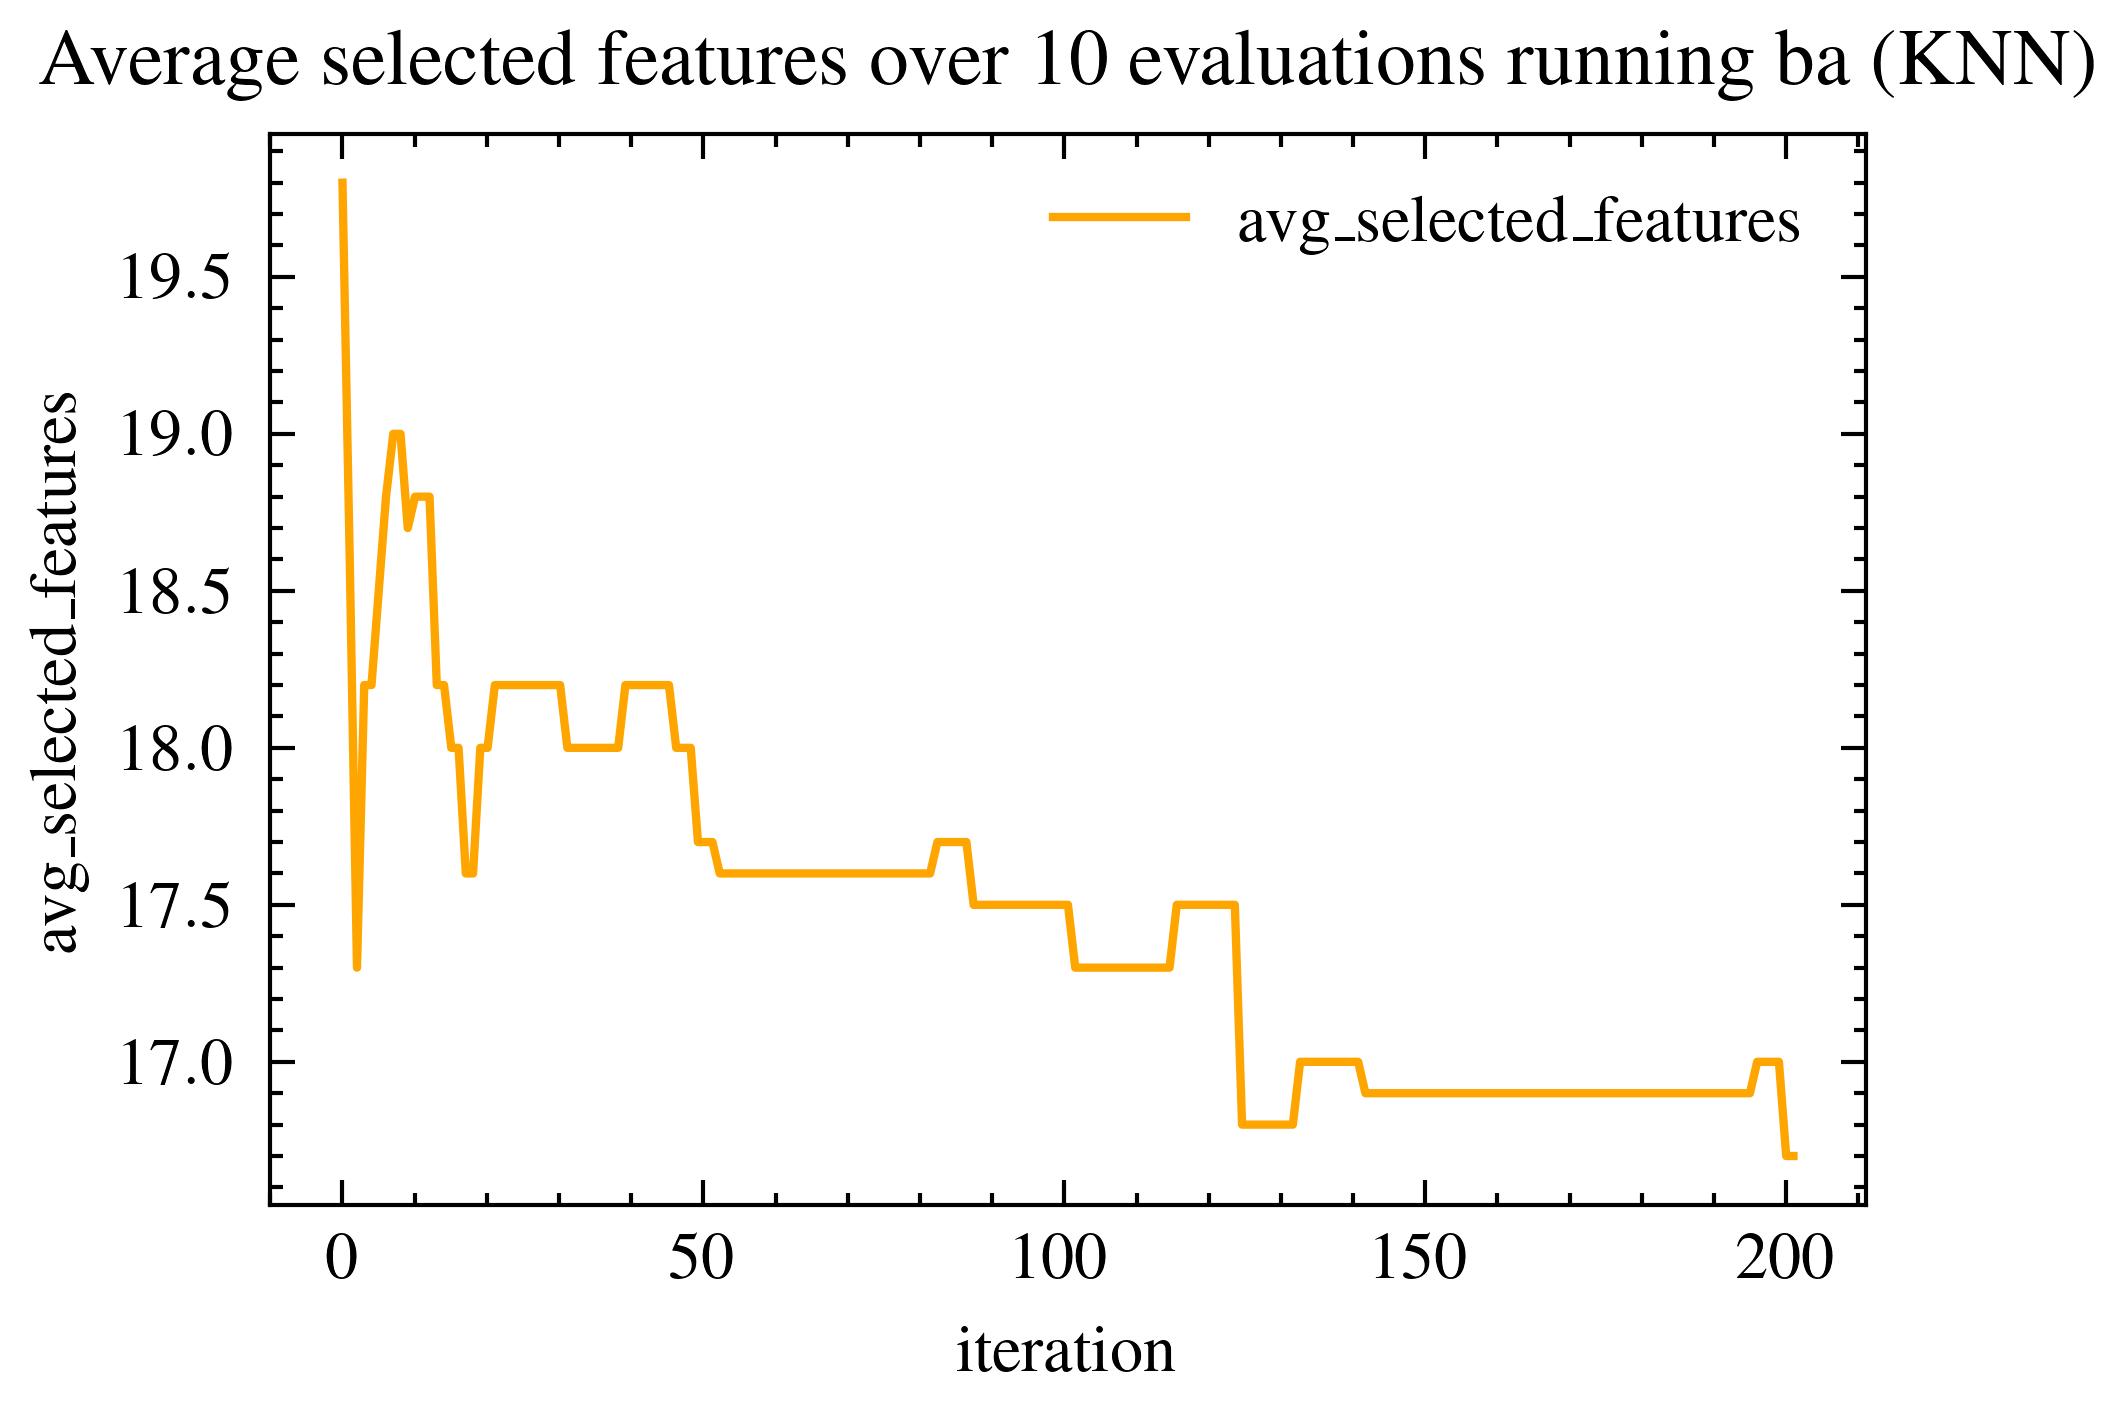 Average selected features over 10 evaluations running ba (KNN)
avg_selected_features
19.5
19.0
18.5
18.0
17.5
17.0
avg_selected_features
0 50 100 150 200
iteration